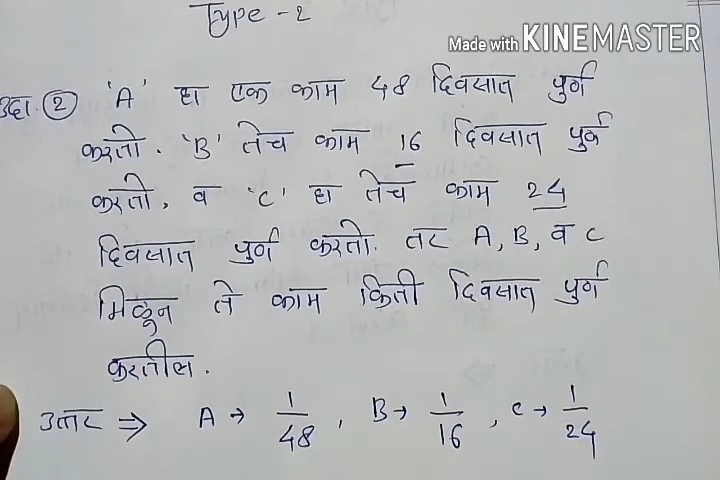 Type - 2
Made with KINEMASTER
उदा. 2 'A' हा एक काम 48 दिवसात पुर्ण
करतो. 'B' तेच काम 16 दिवसात पुर्ण
करतो, व 'C' हा तेच काम 24
दिवसात पुर्ण करतो. तर A, B, व C
मिळून ते काम किती दिवसात पुर्ण
करतील.
उत्तर ⇒ A → 1/48 , B → 1/16 , C → 1/24